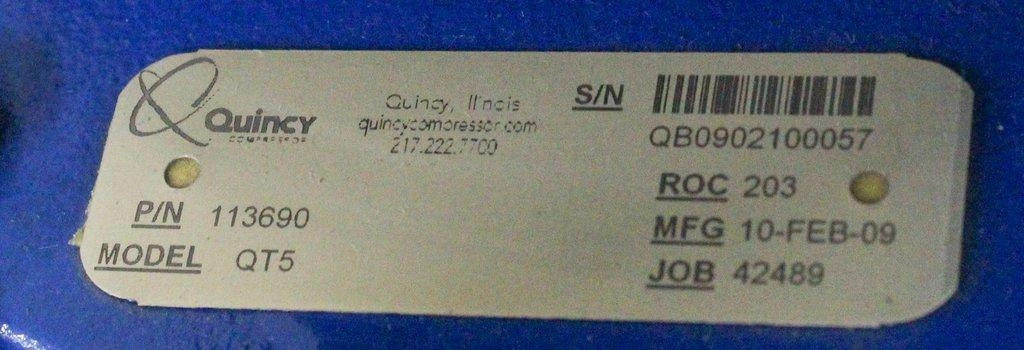 Quincy
COMPRESSOR
Quincy, Illinois
quincycompressor.com
217.222.7700
S/N
QB0902100057
ROC 203
MFG 10-FEB-09
JOB 42489
P/N 113690
MODEL QT5